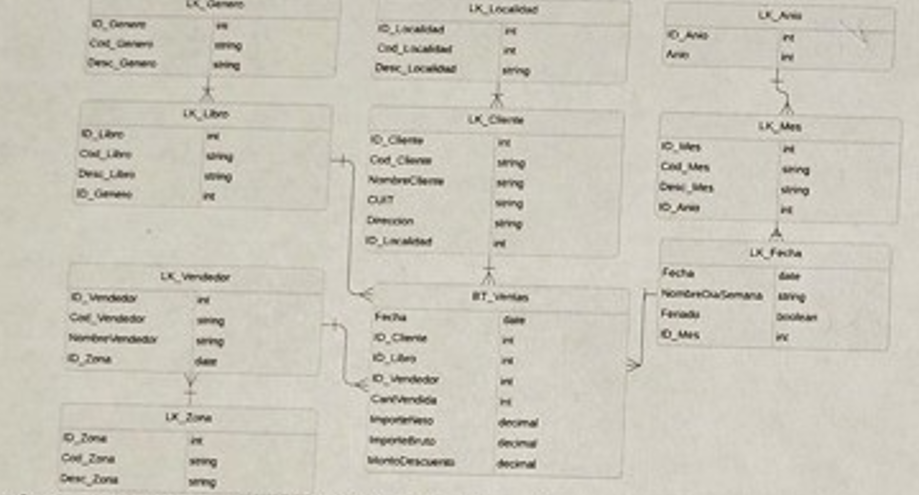 LK_Genero
ID_Genero int
Cod_Genero string
Desc_Genero string
LK_Localidad
ID_Localidad int
Cod_Localidad int
Desc_Localidad string
LK_Anio
ID_Anio int
Anio int
LK_Libro
ID_Libro int
Cod_Libro string
Desc_Libro string
ID_Genero int
LK_Cliente
ID_Cliente int
Cod_Cliente string
NombreCliente string
CUIT string
Direccion string
ID_Localidad int
LK_Mes
ID_Mes int
Cod_Mes string
Desc_Mes string
ID_Anio int
LK_Fecha
Fecha date
NombreDiaSemana string
Feriado boolean
ID_Mes int
LK_Vendedor
ID_Vendedor int
Cod_Vendedor string
NombreVendedor string
ID_Zona date
BT_Ventas
Fecha date
ID_Cliente int
ID_Libro int
ID_Vendedor int
CantVendida int
ImporteNeto decimal
ImporteBruto decimal
MontoDescuento decimal
LK_Zona
ID_Zona int
Cod_Zona string
Desc_Zona string